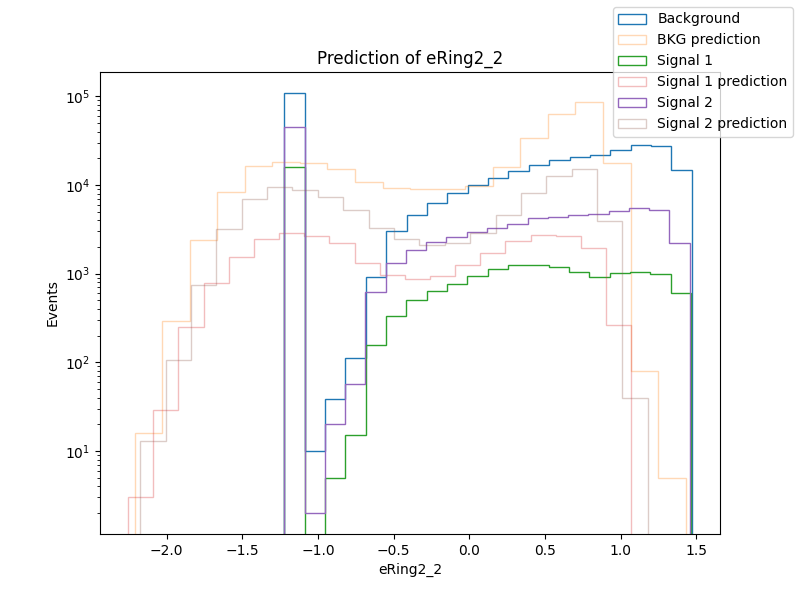 Prediction of eRing2_2
Background
BKG prediction
Signal 1
Signal 1 prediction
Signal 2
Signal 2 prediction
Events
10^5
10^4
10^3
10^2
10^1
−2.0 −1.5 −1.0 −0.5 0.0 0.5 1.0 1.5
eRing2_2